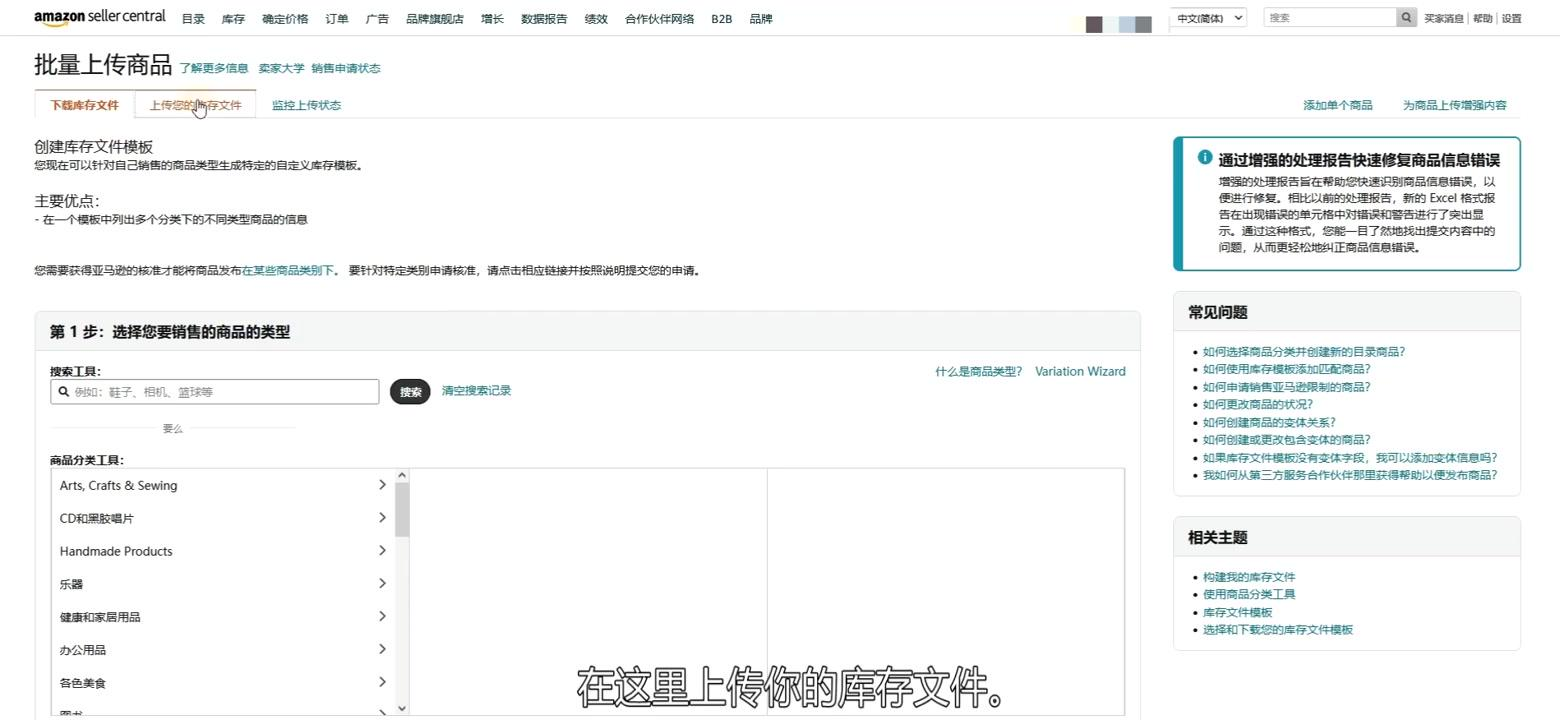 amazon seller central 目录 库存 确定价格 订单 广告 品牌旗舰店 增长 数据报告 绩效 合作伙伴网络 B2B 品牌 中文(简体) 搜索 买家消息 | 帮助 | 设置
批量上传商品 了解更多信息 卖家大学 销售申请状态
下载库存文件 上传您的库存文件 监控上传状态 添加单个商品 为商品上传增强内容
创建库存文件模板
您现在可以针对自己销售的商品类型生成特定的自定义库存模板。
主要优点：
- 在一个模板中列出多个分类下的不同类型商品的信息
您需要获得亚马逊的核准才能将商品发布在某些商品类别下。 要针对特定类别申请核准，请点击相应链接并按照说明提交您的申请。
第 1 步：选择您要销售的商品的类型
搜索工具：
什么是商品类型? Variation Wizard
例如：鞋子、相机、篮球等 搜索 清空搜索记录
要么
商品分类工具：
Arts, Crafts & Sewing
CD和黑胶唱片
Handmade Products
乐器
健康和家居用品
办公用品
各色美食
图书
通过增强的处理报告快速修复商品信息错误
增强的处理报告旨在帮助您快速识别商品信息错误，以
便进行修复。相比以前的处理报告，新的 Excel 格式报
告在出现错误的单元格中对错误和警告进行了突出显
示。通过这种格式，您能一目了然地找出提交内容中的
问题，从而更轻松地纠正商品信息错误。
常见问题
• 如何选择商品分类并创建新的目录商品?
• 如何使用库存模板添加匹配商品?
• 如何申请销售亚马逊限制的商品?
• 如何更改商品的状况?
• 如何创建商品的变体关系?
• 如何创建或更改包含变体的商品?
• 如果库存文件模板没有变体字段，我可以添加变体信息吗?
• 我如何从第三方服务合作伙伴那里获得帮助以便发布商品?
相关主题
• 构建我的库存文件
• 使用商品分类工具
• 库存文件模板
• 选择和下载您的库存文件模板
在这里上传你的库存文件。